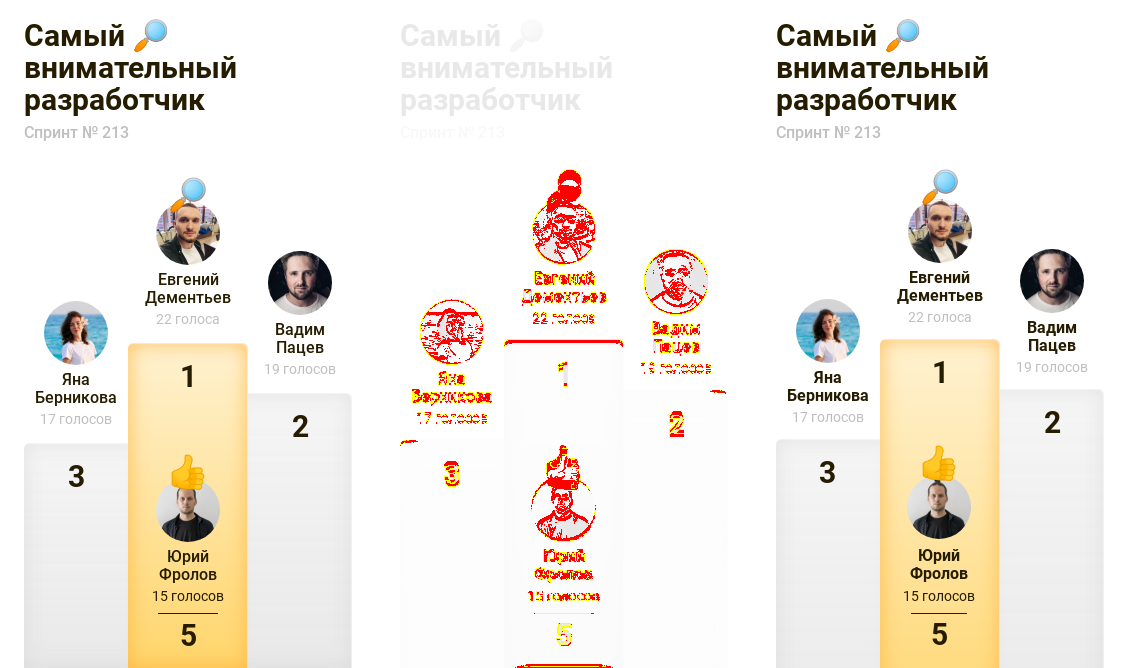 Самый 🔎
внимательный
разработчик
Спринт № 213
Евгений
Дементьев
22 голоса
Вадим
Пацев
19 голосов
Яна
Берникова
17 голосов
1
2
3
Юрий
Фролов
15 голосов
5
Самый 🔎
внимательный
разработчик
Спринт № 213
Евгений
Дементьев
22 голоса
Вадим
Пацев
19 голосов
Яна
Берникова
17 голосов
1
2
3
Юрий
Фролов
15 голосов
5
Самый 🔎
внимательный
разработчик
Спринт № 213
Евгений
Дементьев
22 голоса
Вадим
Пацев
19 голосов
Яна
Берникова
17 голосов
1
2
3
Юрий
Фролов
15 голосов
5